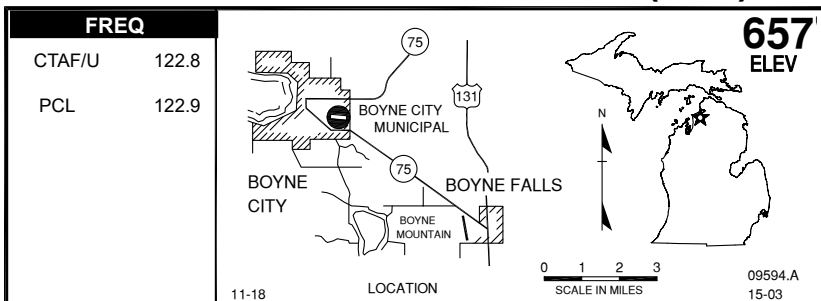 FREQ
CTAF/U 122.8
PCL 122.9
657'
ELEV
75
131
BOYNE CITY
MUNICIPAL
75
BOYNE
CITY
BOYNE FALLS
BOYNE
MOUNTAIN
N
0 1 2 3
SCALE IN MILES
11-18
LOCATION
09594.A
15-03